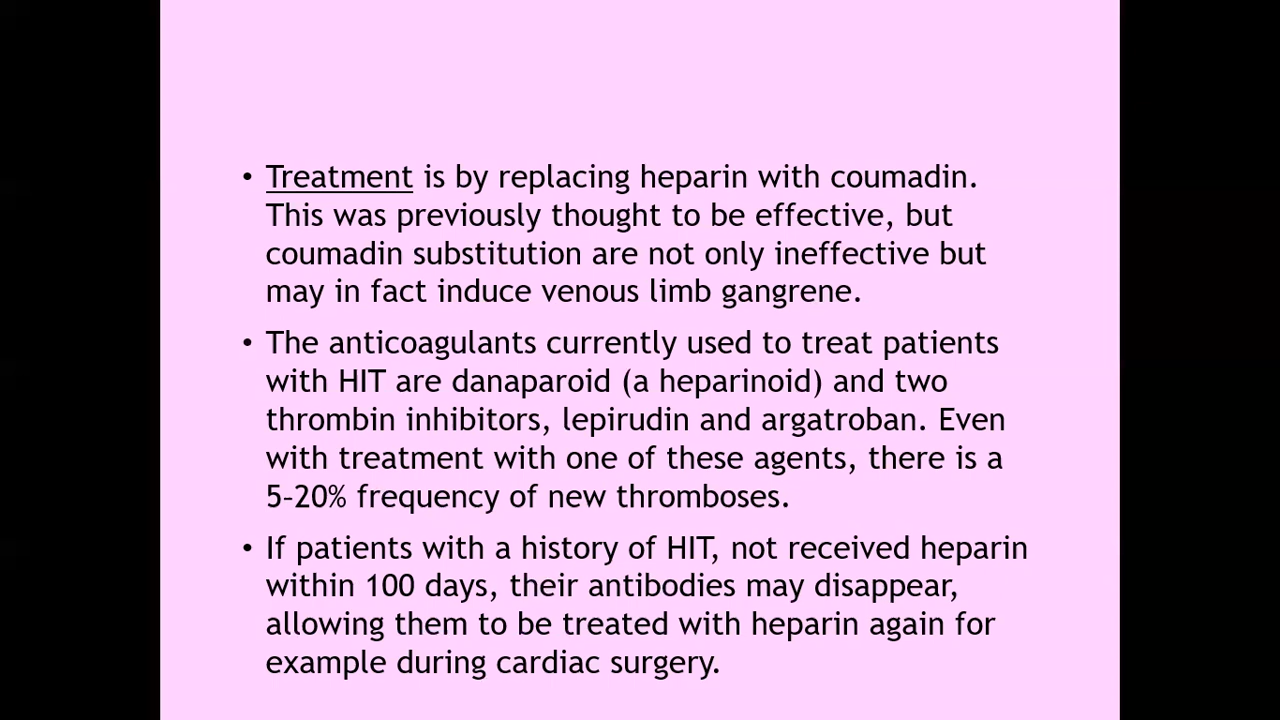 • Treatment is by replacing heparin with coumadin.
This was previously thought to be effective, but
coumadin substitution are not only ineffective but
may in fact induce venous limb gangrene.
• The anticoagulants currently used to treat patients
with HIT are danaparoid (a heparinoid) and two
thrombin inhibitors, lepirudin and argatroban. Even
with treatment with one of these agents, there is a
5–20% frequency of new thromboses.
• If patients with a history of HIT, not received heparin
within 100 days, their antibodies may disappear,
allowing them to be treated with heparin again for
example during cardiac surgery.